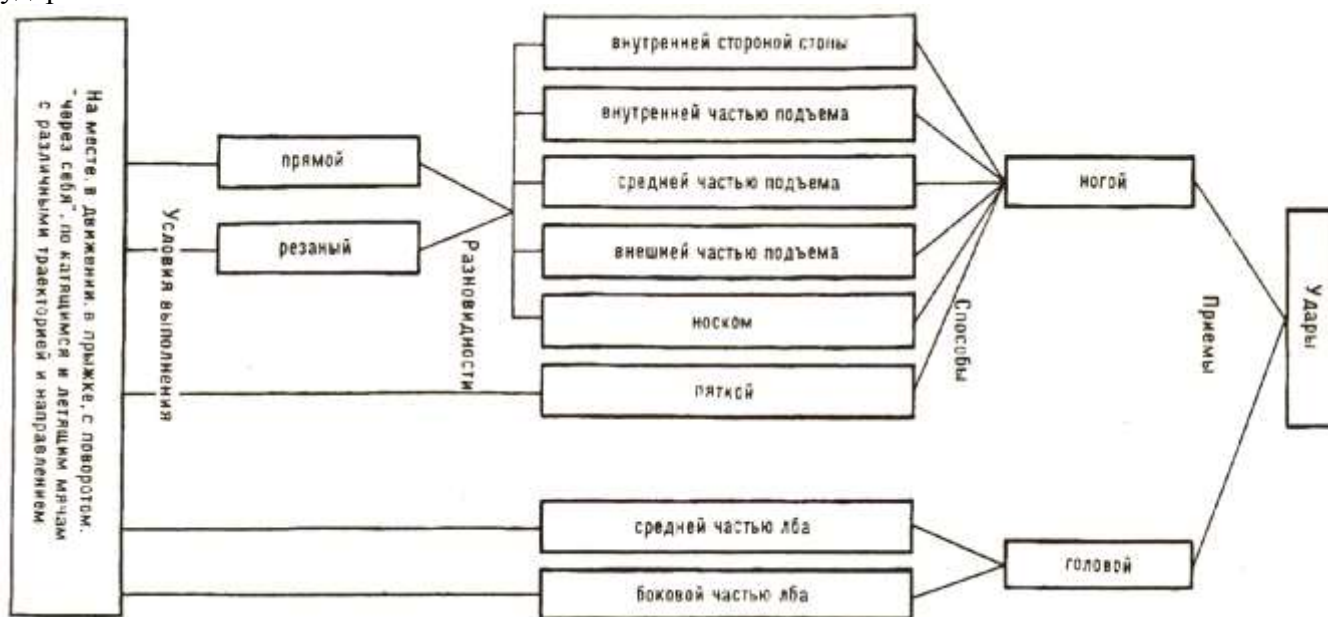 внутренней стороной стопы
внутренней частью подъема
средней частью подъема
внешней частью подъема
носком
пяткой
средней частью лба
боковой частью лба
прямой
резаный
ногой
головой
Удары
Приемы
Способы
Разновидности
Условия выполнения
На месте, в движении, в прыжке, с поворотом,
"через себя", по катящимся и летящим мячам
с различными траекторией и направлением